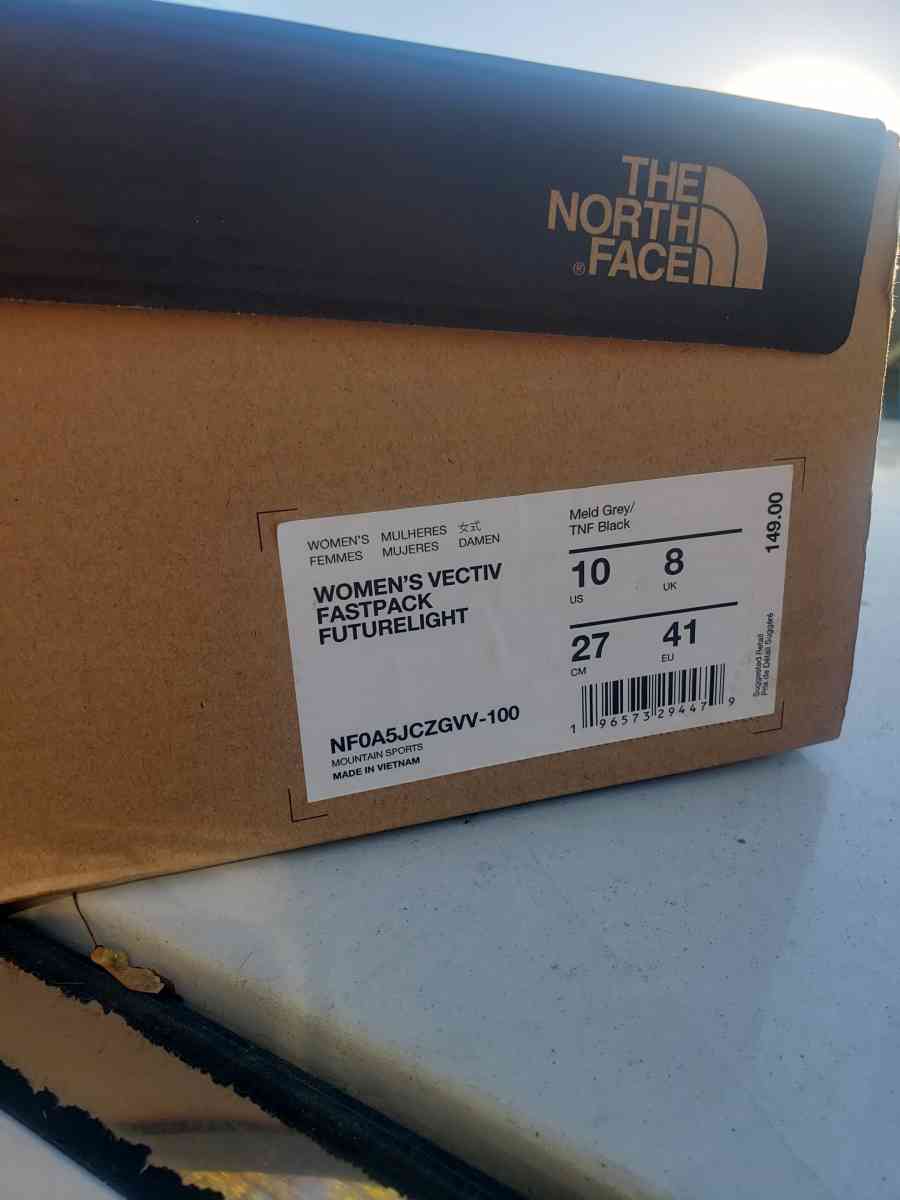 THE
NORTH
FACE
®
WOMEN'S MULHERES 女式
FEMMES MUJERES DAMEN
WOMEN'S VECTIV
FASTPACK
FUTURELIGHT
NF0A5JCZGVV-100
MOUNTAIN SPORTS
MADE IN VIETNAM
Meld Grey/
TNF Black
10 8
US UK
27 41
CM EU
1 96573 29447 9
149.00
Suggested Retail
Prix de Détail Suggéré